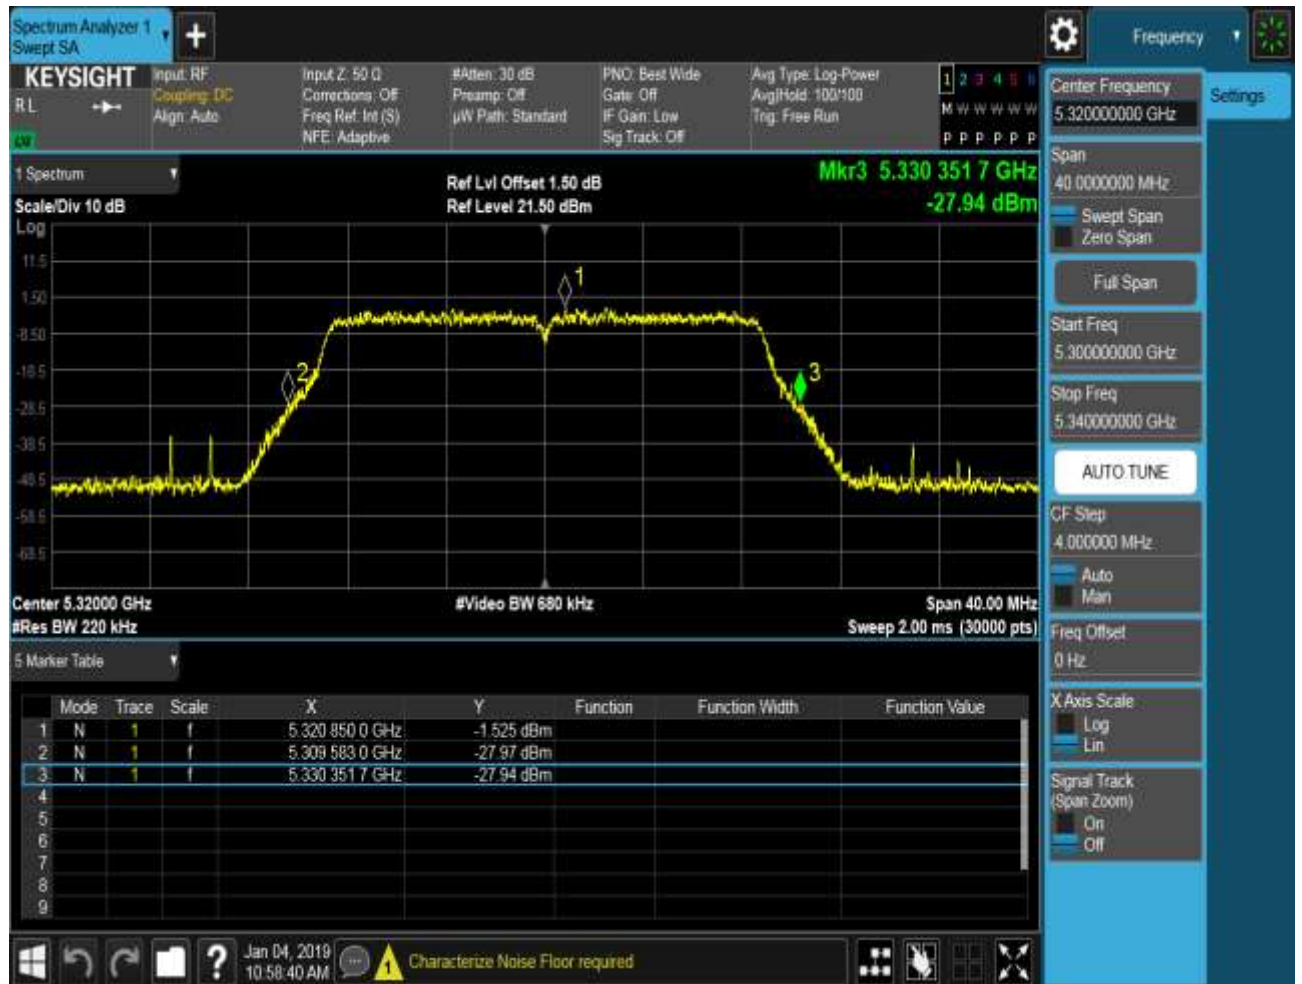 Spectrum Analyzer 1
Swept SA
Frequency
KEYSIGHT
RL
Input: RF
Coupling: DC
Align: Auto
Input Z: 50 Ω
Corrections: Off
Freq Ref: Int (S)
NFE: Adaptive
#Atten: 30 dB
Preamp: Off
µW Path: Standard
PNO: Best Wide
Gate: Off
IF Gain: Low
Sig Track: Off
Avg Type: Log-Power
Avg|Hold: 100/100
Trig: Free Run
1 2 3 4 5 6
M W W W W W
P P P P P P
1 Spectrum
Scale/Div 10 dB
Log
Ref Lvl Offset 1.50 dB
Ref Level 21.50 dBm
Mkr3 5.330 351 7 GHz
-27.94 dBm
11.5
1.50
-8.50
-18.5
-28.5
-38.5
-48.5
-58.5
-68.5
1
2
3
Center 5.32000 GHz
#Res BW 220 kHz
#Video BW 680 kHz
Span 40.00 MHz
Sweep 2.00 ms (30000 pts)
5 Marker Table
Mode Trace Scale X Y Function Function Width Function Value
1 N 1 f 5.320 850 0 GHz -1.525 dBm
2 N 1 f 5.309 583 0 GHz -27.97 dBm
3 N 1 f 5.330 351 7 GHz -27.94 dBm
4
5
6
7
8
9
Jan 04, 2019
10:58:40 AM
1
Characterize Noise Floor required
Settings
Center Frequency
5.320000000 GHz
Span
40.0000000 MHz
Swept Span
Zero Span
Full Span
Start Freq
5.300000000 GHz
Stop Freq
5.340000000 GHz
AUTO TUNE
CF Step
4.000000 MHz
Auto
Man
Freq Offset
0 Hz
X Axis Scale
Log
Lin
Signal Track
(Span Zoom)
On
Off